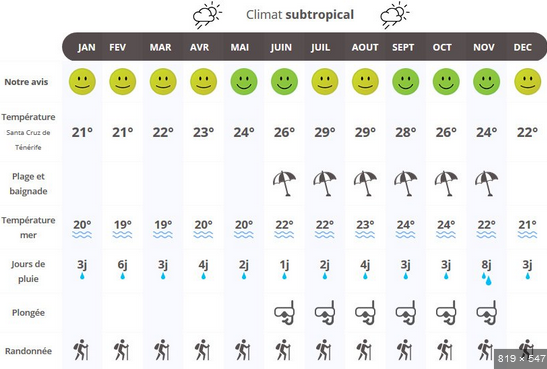 Climat subtropical
JAN FEV MAR AVR MAI JUIN JUIL AOUT SEPT OCT NOV DEC
Notre avis
Température
Santa Cruz de
Ténérife
21° 21° 22° 23° 24° 26° 29° 29° 28° 26° 24° 22°
Plage et
baignade
Température
mer
20° 19° 19° 20° 20° 22° 22° 23° 24° 24° 22° 21°
Jours de
pluie
3j 6j 3j 4j 2j 1j 2j 4j 3j 3j 8j 3j
Plongée
Randonnée
819 × 547